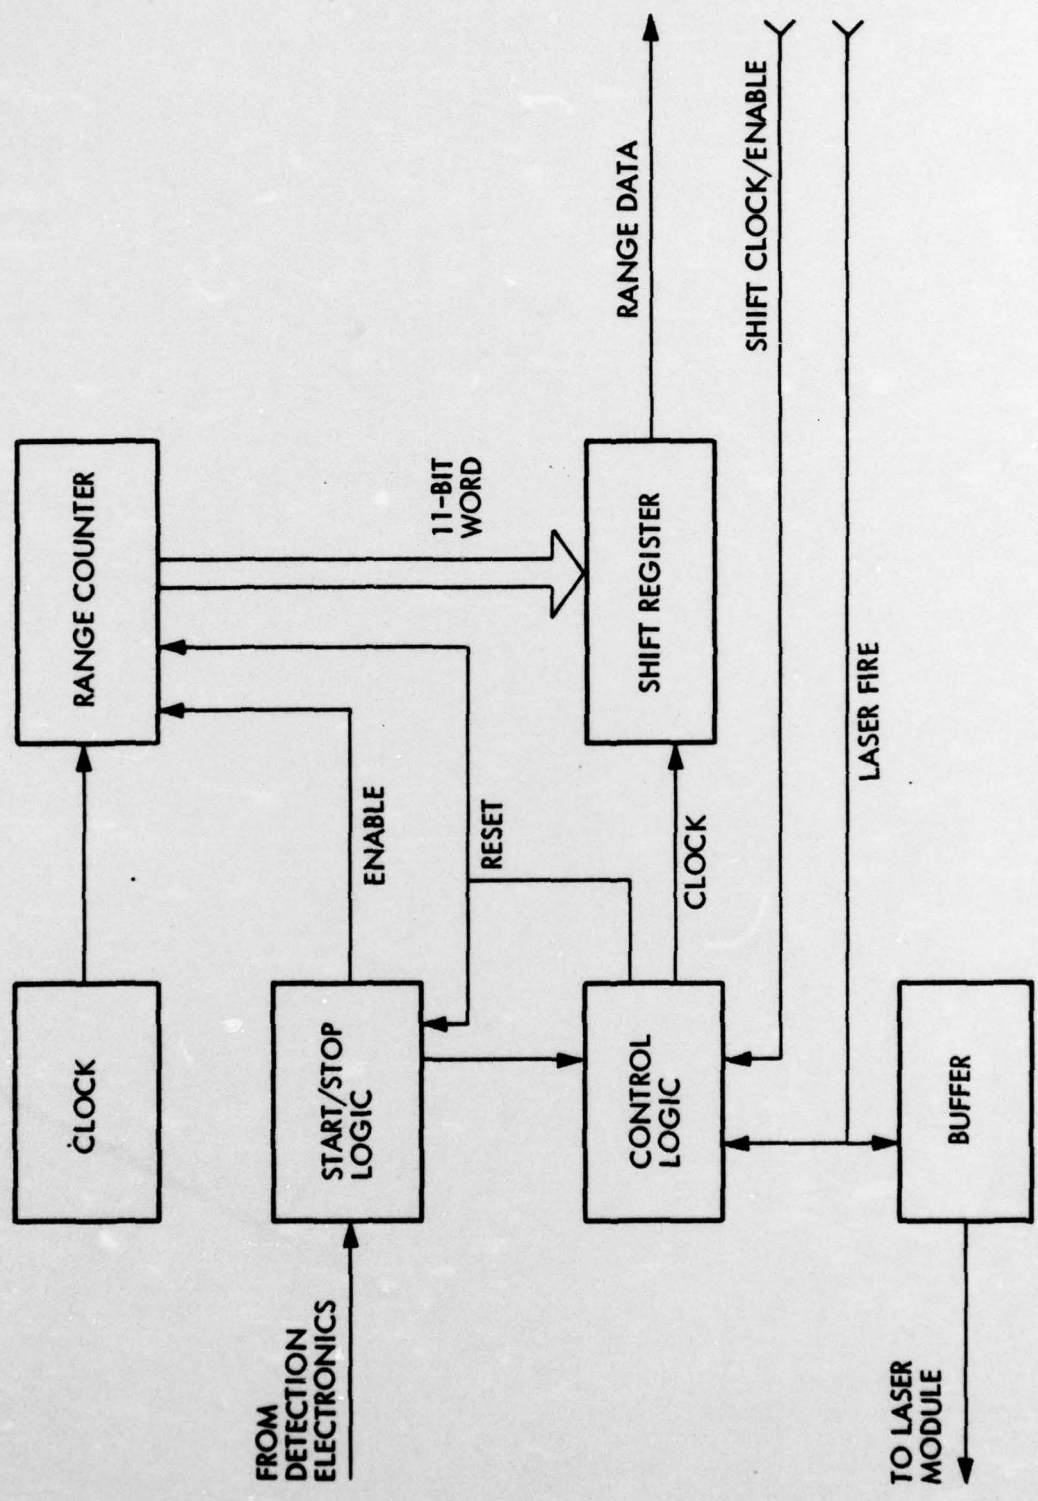 CLOCK
RANGE COUNTER
FROM
DETECTION
ELECTRONICS
START/STOP
LOGIC
ENABLE
RESET
11-BIT
WORD
CONTROL
LOGIC
CLOCK
SHIFT REGISTER
RANGE DATA
SHIFT CLOCK/ENABLE
LASER FIRE
TO LASER
MODULE
BUFFER